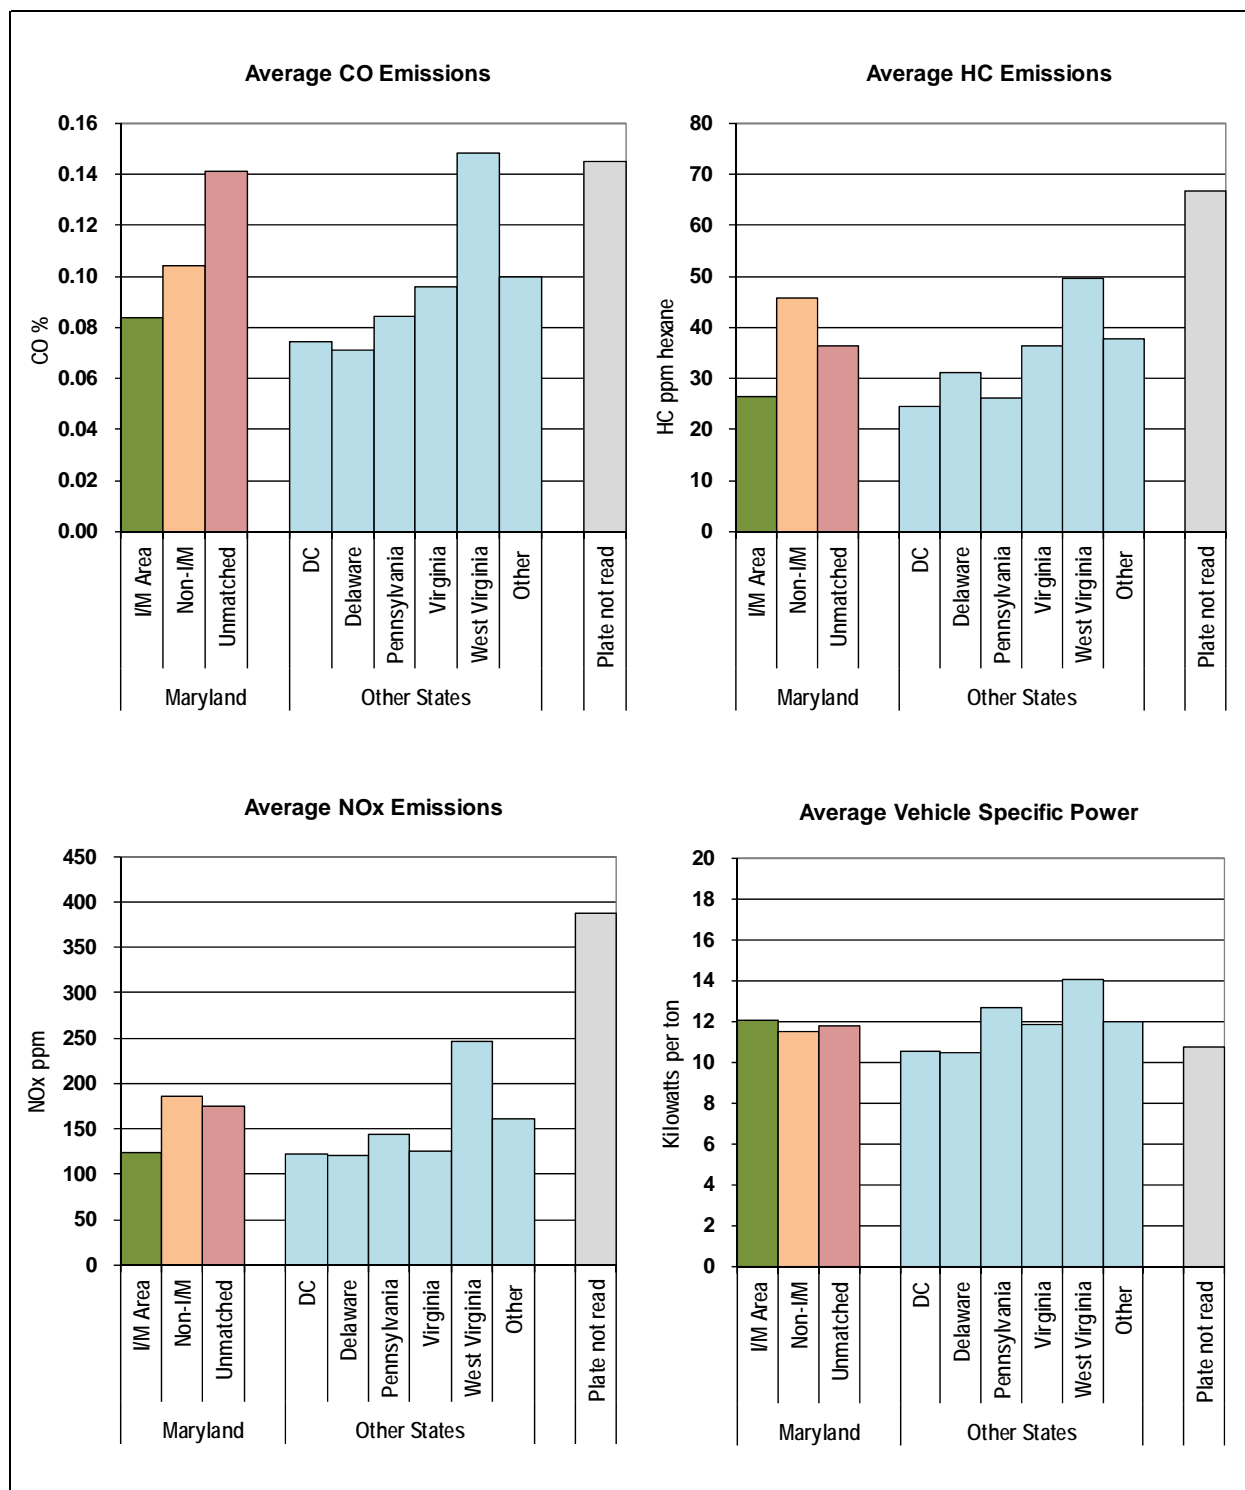 Average CO Emissions
0.16
0.14
0.12
0.10
0.08
0.06
0.04
0.02
0.00
CO %
I/M Area
Non-I/M
Unmatched
DC
Delaware
Pennsylvania
Virginia
West Virginia
Other
Plate not read
Maryland
Other States
Average HC Emissions
80
70
60
50
40
30
20
10
0
HC ppm hexane
I/M Area
Non-I/M
Unmatched
DC
Delaware
Pennsylvania
Virginia
West Virginia
Other
Plate not read
Maryland
Other States
Average NOx Emissions
450
400
350
300
250
200
150
100
50
0
NOx ppm
I/M Area
Non-I/M
Unmatched
DC
Delaware
Pennsylvania
Virginia
West Virginia
Other
Plate not read
Maryland
Other States
Average Vehicle Specific Power
20
18
16
14
12
10
8
6
4
2
0
Kilowatts per ton
I/M Area
Non-I/M
Unmatched
DC
Delaware
Pennsylvania
Virginia
West Virginia
Other
Plate not read
Maryland
Other States